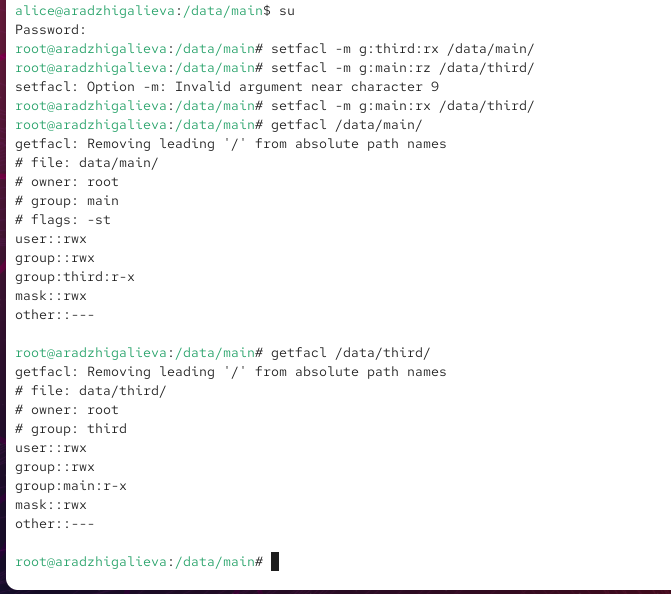 alice@aradzhigalieva:/data/main$ su
Password:
root@aradzhigalieva:/data/main# setfacl -m g:third:rx /data/main/
root@aradzhigalieva:/data/main# setfacl -m g:main:rz /data/third/
setfacl: Option -m: Invalid argument near character 9
root@aradzhigalieva:/data/main# setfacl -m g:main:rx /data/third/
root@aradzhigalieva:/data/main# getfacl /data/main/
getfacl: Removing leading '/' from absolute path names
# file: data/main/
# owner: root
# group: main
# flags: -st
user::rwx
group::rwx
group:third:r-x
mask::rwx
other::---

root@aradzhigalieva:/data/main# getfacl /data/third/
getfacl: Removing leading '/' from absolute path names
# file: data/third/
# owner: root
# group: third
user::rwx
group::rwx
group:main:r-x
mask::rwx
other::---

root@aradzhigalieva:/data/main#